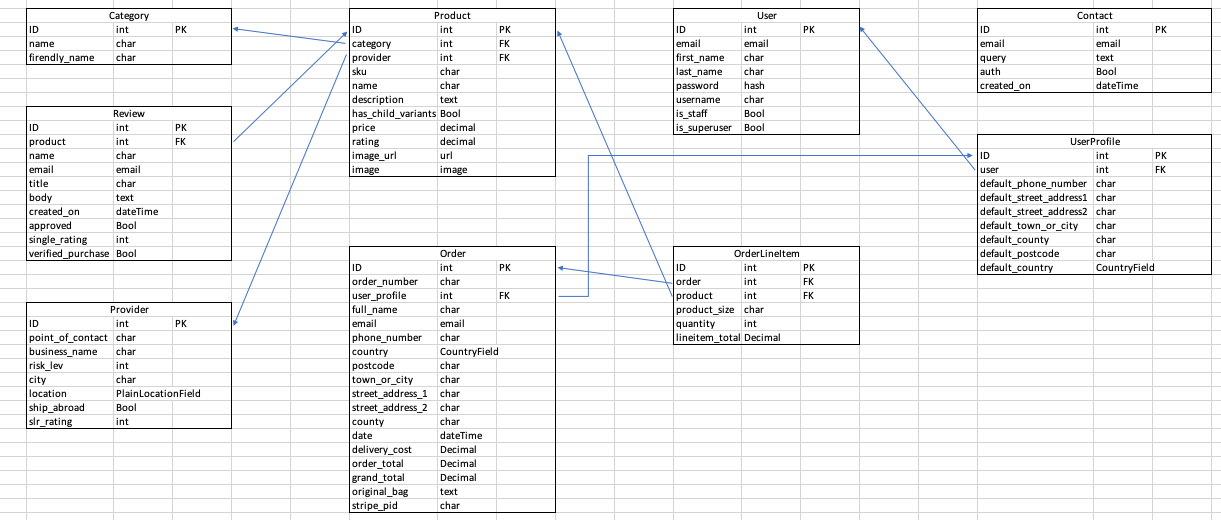 Category
ID int PK
name char
firendly_name char
Review
ID int PK
product int FK
name char
email email
title char
body text
created_on dateTime
approved Bool
single_rating int
verified_purchase Bool
Provider
ID int PK
point_of_contact char
business_name char
risk_lev int
city char
location PlainLocationField
ship_abroad Bool
slr_rating int
Product
ID int PK
category int FK
provider int FK
sku char
name char
description text
has_child_variants Bool
price decimal
rating decimal
image_url url
image image
Order
ID int PK
order_number char
user_profile int FK
full_name char
email email
phone_number char
country CountryField
postcode char
town_or_city char
street_address_1 char
street_address_2 char
county char
date dateTime
delivery_cost Decimal
order_total Decimal
grand_total Decimal
original_bag text
stripe_pid char
User
ID int PK
email email
first_name char
last_name char
password hash
username char
is_staff Bool
is_superuser Bool
OrderLineItem
ID int PK
order int FK
product int FK
product_size char
quantity int
lineitem_total Decimal
Contact
ID int PK
email email
query text
auth Bool
created_on dateTime
UserProfile
ID int PK
user int FK
default_phone_number char
default_street_address1 char
default_street_address2 char
default_town_or_city char
default_county char
default_postcode char
default_country CountryField